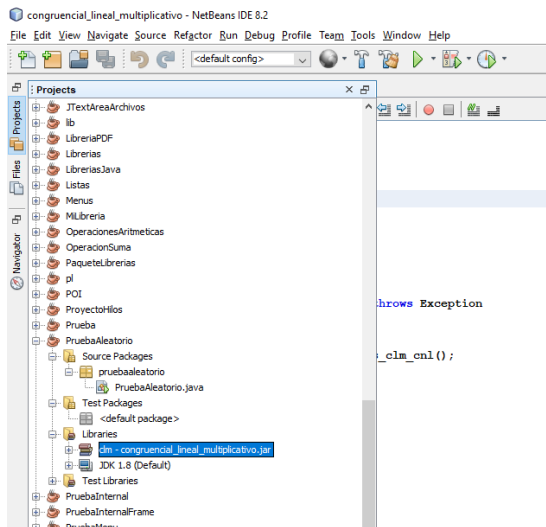 congruencial_lineal_multiplicativo - NetBeans IDE 8.2
File Edit View Navigate Source Refactor Run Debug Profile Team Tools Window Help
<default config>
Projects
Projects
Files
Navigator
JTextAreaArchivos
lib
LibreriaPDF
Librerias
LibreriasJava
Listas
Menus
MiLibreria
OperacionesAritmeticas
OperacionSuma
PaqueteLibrerias
pl
POI
ProyectoHilos
Prueba
PruebaAleatorio
Source Packages
pruebaaleatorio
PruebaAleatorio.java
Test Packages
<default package>
Libraries
clm - congruencial_lineal_multiplicativo.jar
JDK 1.8 (Default)
Test Libraries
PruebaInternal
PruebaInternalFrame
PruebaMenu
throws Exception
_clm_cnl();